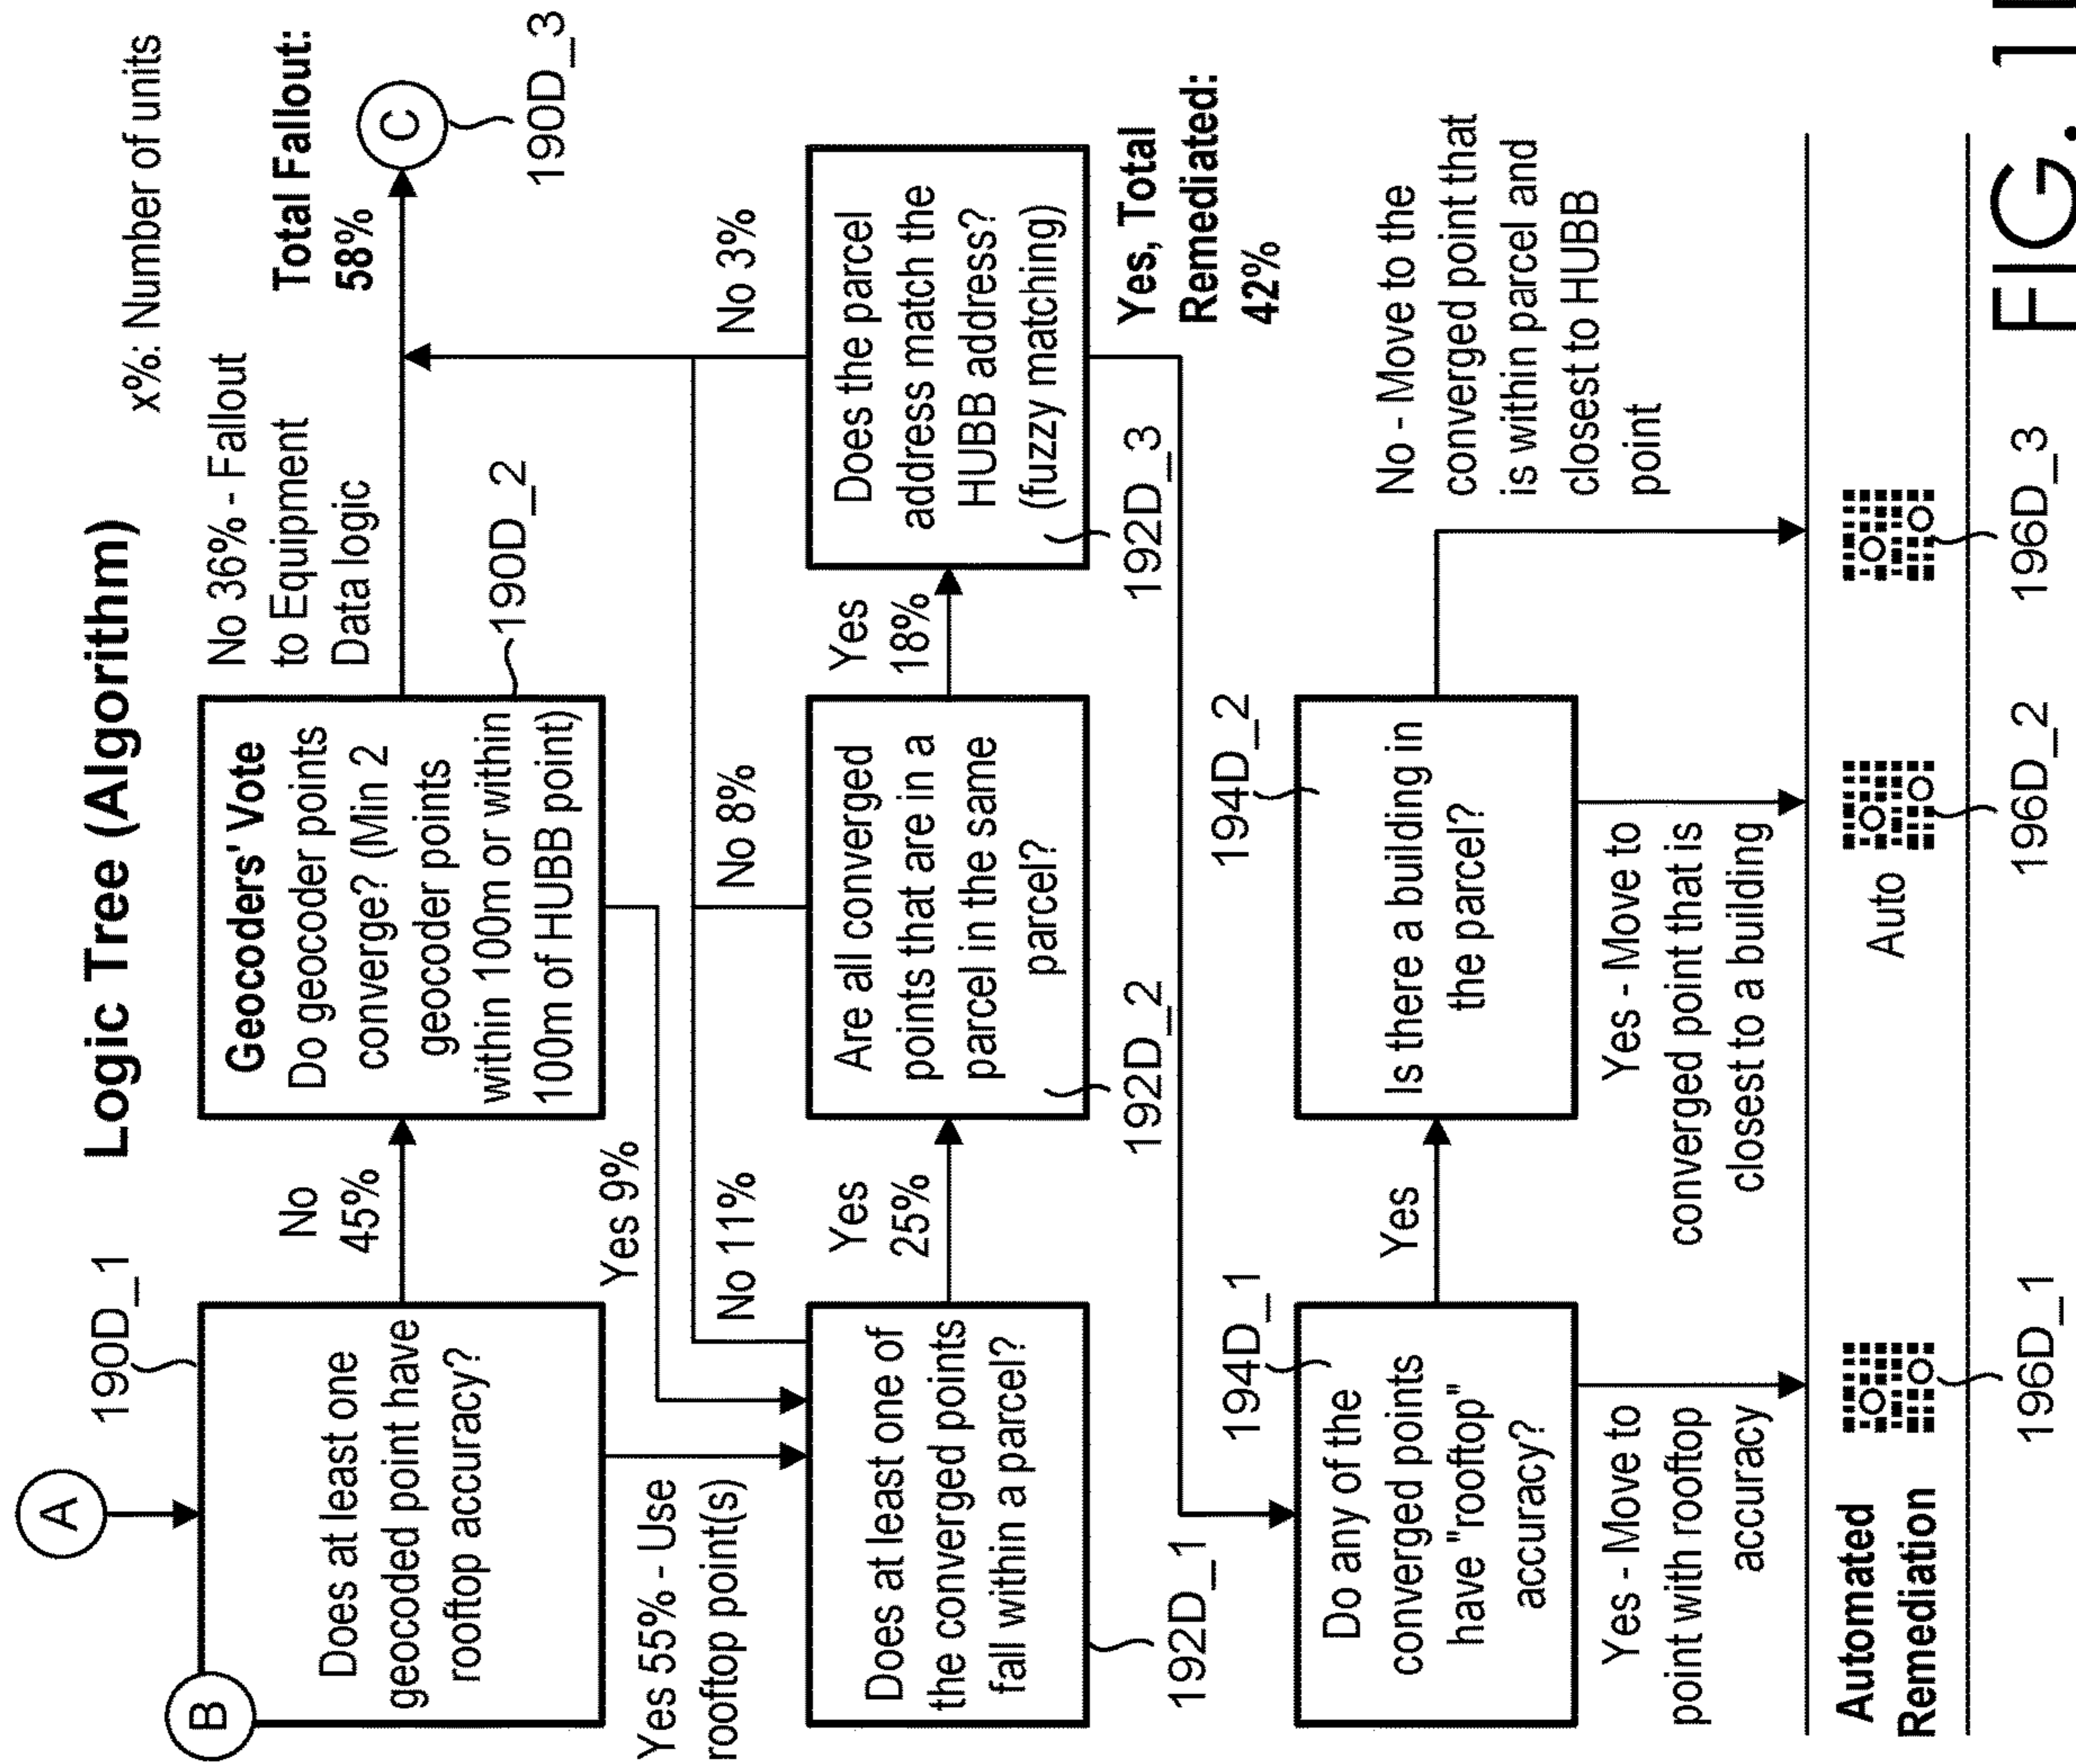 Logic Tree (Algorithm)
x%: Number of units
A
B
190D_1
Does at least one
geocoded point have
rooftop accuracy?
No
45%
Geocoders' Vote
Do geocoder points
converge? (Min 2
geocoder points
within 100m or within
100m of HUBB point)
190D_2
No 36% - Fallout
to Equipment
Data logic
Total Fallout:
58%
C
190D_3
Yes 55% - Use
rooftop point(s)
Yes 9%
No 11%
No 8%
No 3%
Does at least one of
the converged points
fall within a parcel?
192D_1
Yes
25%
Are all converged
points that are in a
parcel in the same
parcel?
192D_2
Yes
18%
Does the parcel
address match the
HUBB address?
(fuzzy matching)
192D_3
Yes, Total
Remediated:
42%
194D_1
Do any of the
converged points
have "rooftop"
accuracy?
Yes
194D_2
Is there a building in
the parcel?
No - Move to the
converged point that
is within parcel and
closest to HUBB
point
Yes - Move to
point with rooftop
accuracy
Yes - Move to
converged point that is
closest to a building
Automated
Remediation
Auto
196D_1
196D_2
196D_3
FIG.